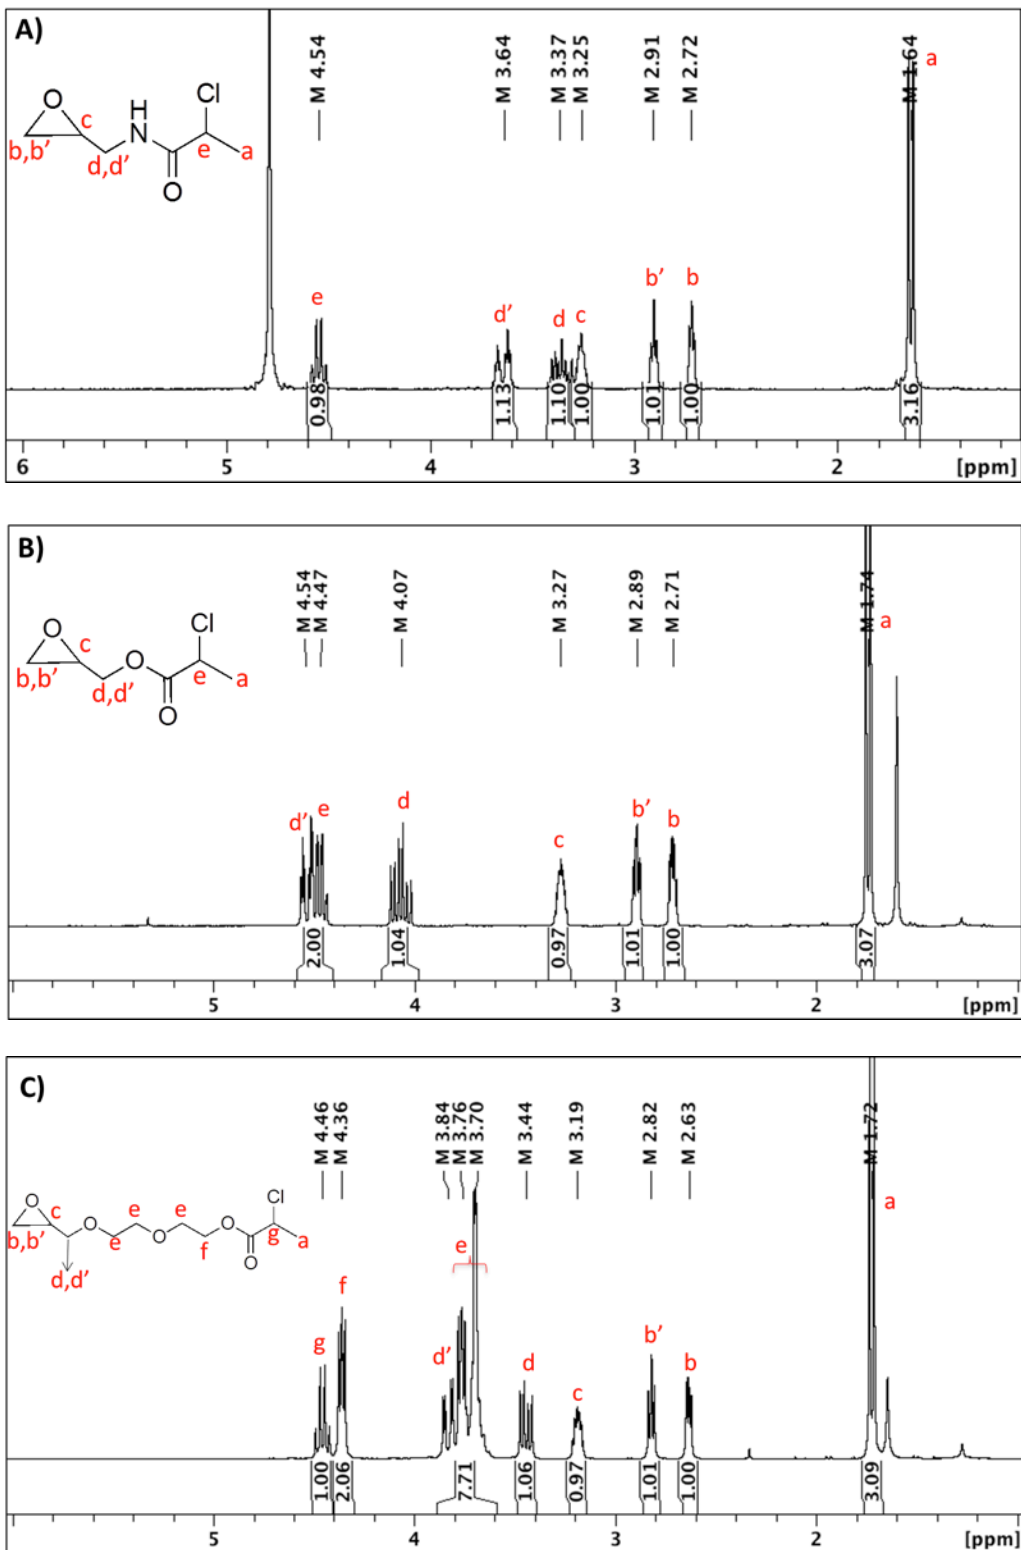 A)
M 4.54
M 3.64
M 3.37
M 3.25
M 2.91
M 2.72
M 1.64
a
O
Cl
H
N
c
b,b'
d,d'
e
a
O
e
d'
d
c
b'
b
0.98
1.13
1.10
1.00
1.01
1.00
3.16
6 5 4 3 2 [ppm]
B)
M 4.54
M 4.47
M 4.07
M 3.27
M 2.89
M 2.71
M 1.74
a
O
Cl
c
O
b,b'
d,d'
e
a
O
d'
e
d
c
b'
b
2.00
1.04
0.97
1.01
1.00
3.07
5 4 3 2 [ppm]
C)
M 4.46
M 4.36
M 3.84
M 3.76
M 3.70
M 3.44
M 3.19
M 2.82
M 2.63
M 1.72
a
O
Cl
c
O
e
e
O
b,b'
e
O
f
g
a
O
d,d'
g
f
d'
e
d
c
b'
b
1.00
2.06
7.71
1.06
0.97
1.01
1.00
3.09
5 4 3 2 [ppm]